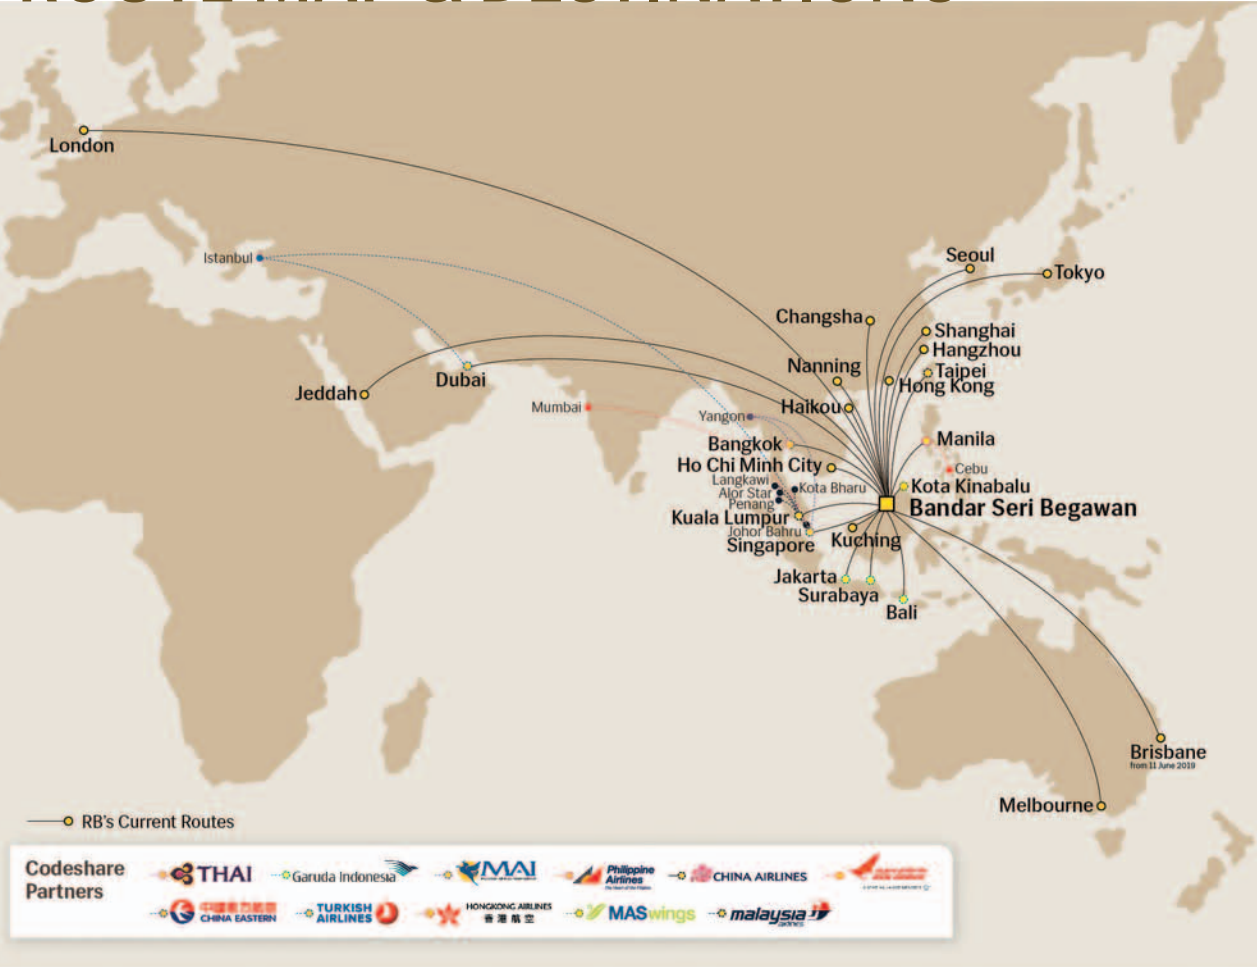 London
Istanbul
Seoul
Tokyo
Changsha
Shanghai
Hangzhou
Nanning
Taipei
Dubai
Hong Kong
Jeddah
Mumbai
Haikou
Yangon
Bangkok
Manila
Ho Chi Minh City
Cebu
Langkawi
Kota Bharu
Kota Kinabalu
Alor Star
Penang
Bandar Seri Begawan
Kuala Lumpur
Johor Bahru
Kuching
Singapore
Jakarta
Surabaya
Bali
Brisbane
from 11 June 2019
Melbourne
RB's Current Routes
Codeshare
Partners
THAI
Garuda Indonesia
MAI
Philippine
Airlines
CHINA AIRLINES
CHINA EASTERN
TURKISH
AIRLINES
HONGKONG AIRLINES
香港航空
MASwings
malaysia
airlines